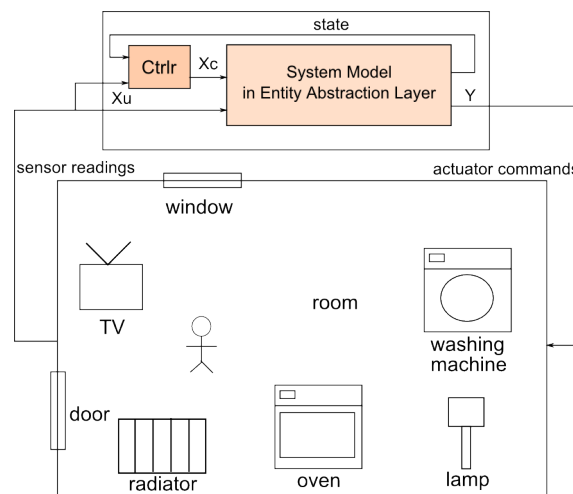 state
Ctrlr
Xc
System Model
in Entity Abstraction Layer
Xu
Y
sensor readings
actuator commands
window
TV
room
washing
machine
door
radiator
oven
lamp